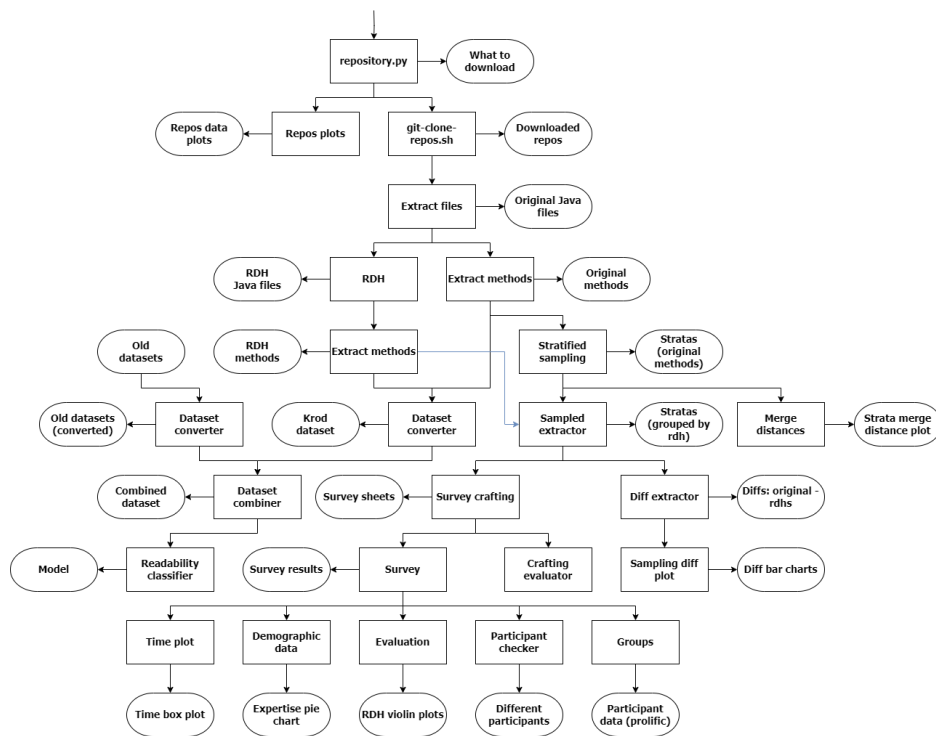 repository.py
What to
download
Repos data
plots
Repos plots
git-clone-
repos.sh
Downloaded
repos
Extract files
Original Java
files
RDH
Java files
RDH
Extract methods
Original
methods
Old
datasets
RDH
methods
Extract methods
Stratified
sampling
Stratas
(original
methods)
Old datasets
(converted)
Dataset
converter
Krod
dataset
Dataset
converter
Sampled
extractor
Stratas
(grouped by
rdh)
Merge
distances
Strata merge
distance plot
Combined
dataset
Dataset
combiner
Survey sheets
Survey crafting
Diff extractor
Diffs: original -
rdhs
Model
Readability
classifier
Survey results
Survey
Crafting
evaluator
Sampling diff
plot
Diff bar charts
Time plot
Demographic
data
Evaluation
Participant
checker
Groups
Time box plot
Expertise pie
chart
RDH violin plots
Different
participants
Participant
data (prolific)